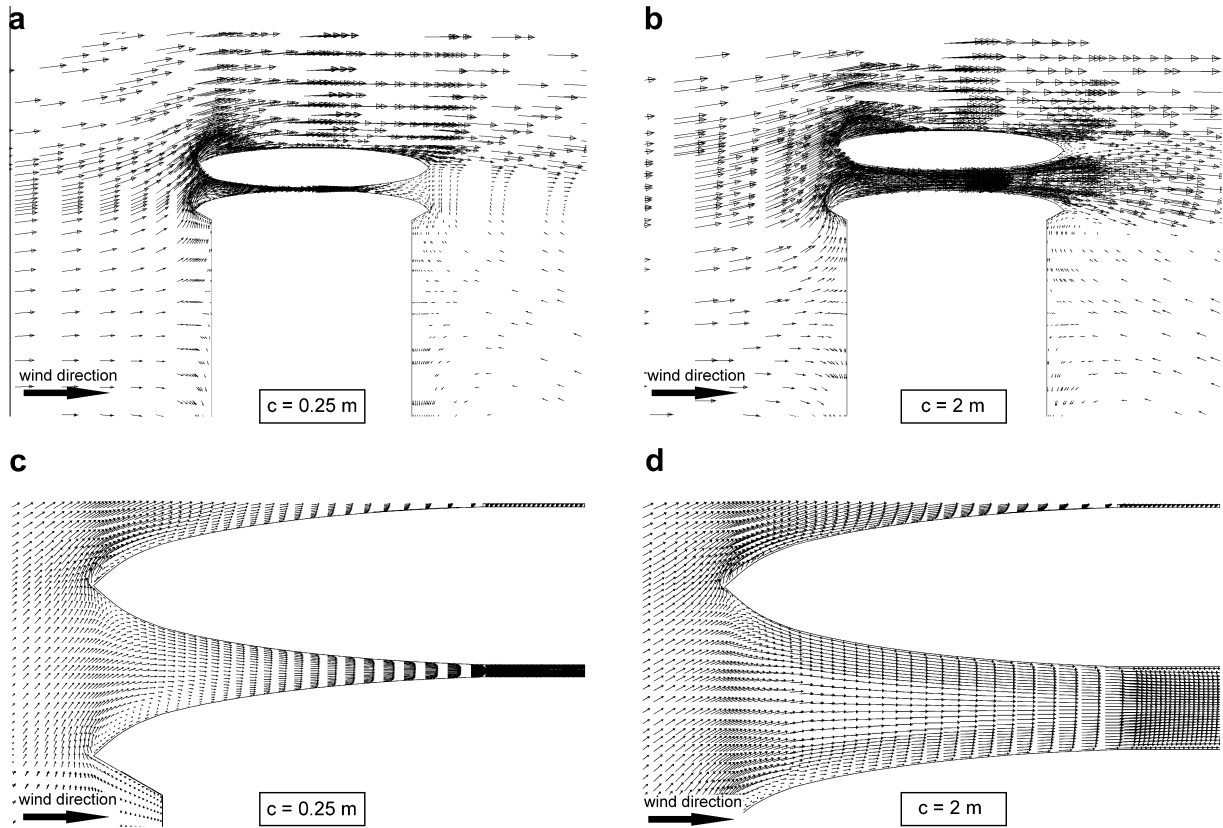 a
b
wind direction
c = 0.25 m
wind direction
c = 2 m
c
d
wind direction
c = 0.25 m
wind direction
c = 2 m